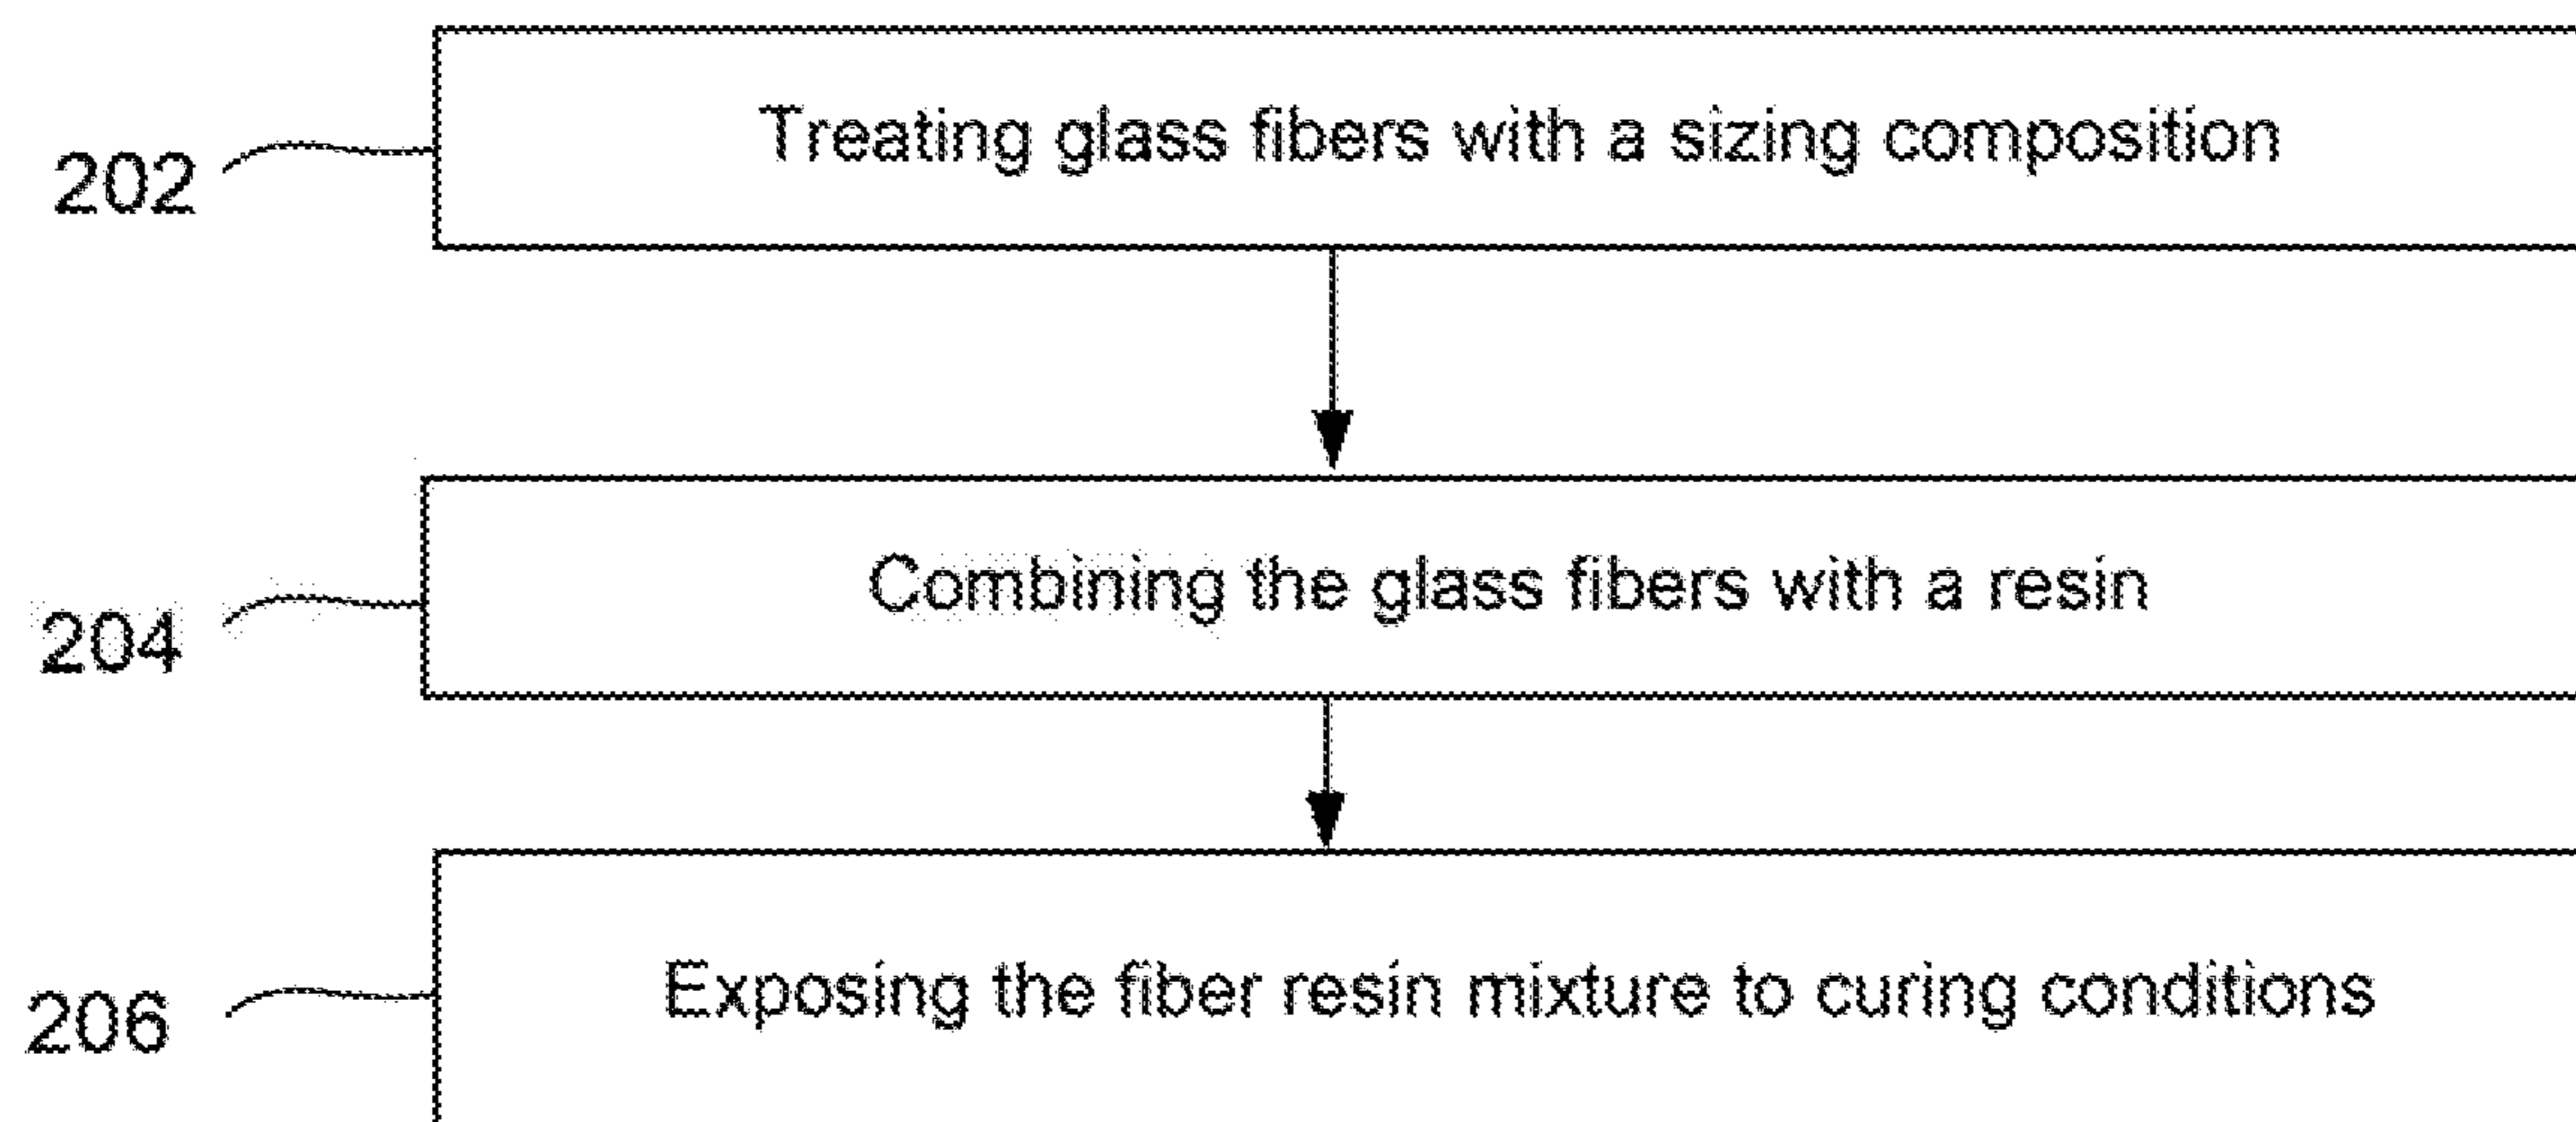 202 Treating glass fibers with a sizing composition
204 Combining the glass fibers with a resin
206 Exposing the fiber resin mixture to curing conditions